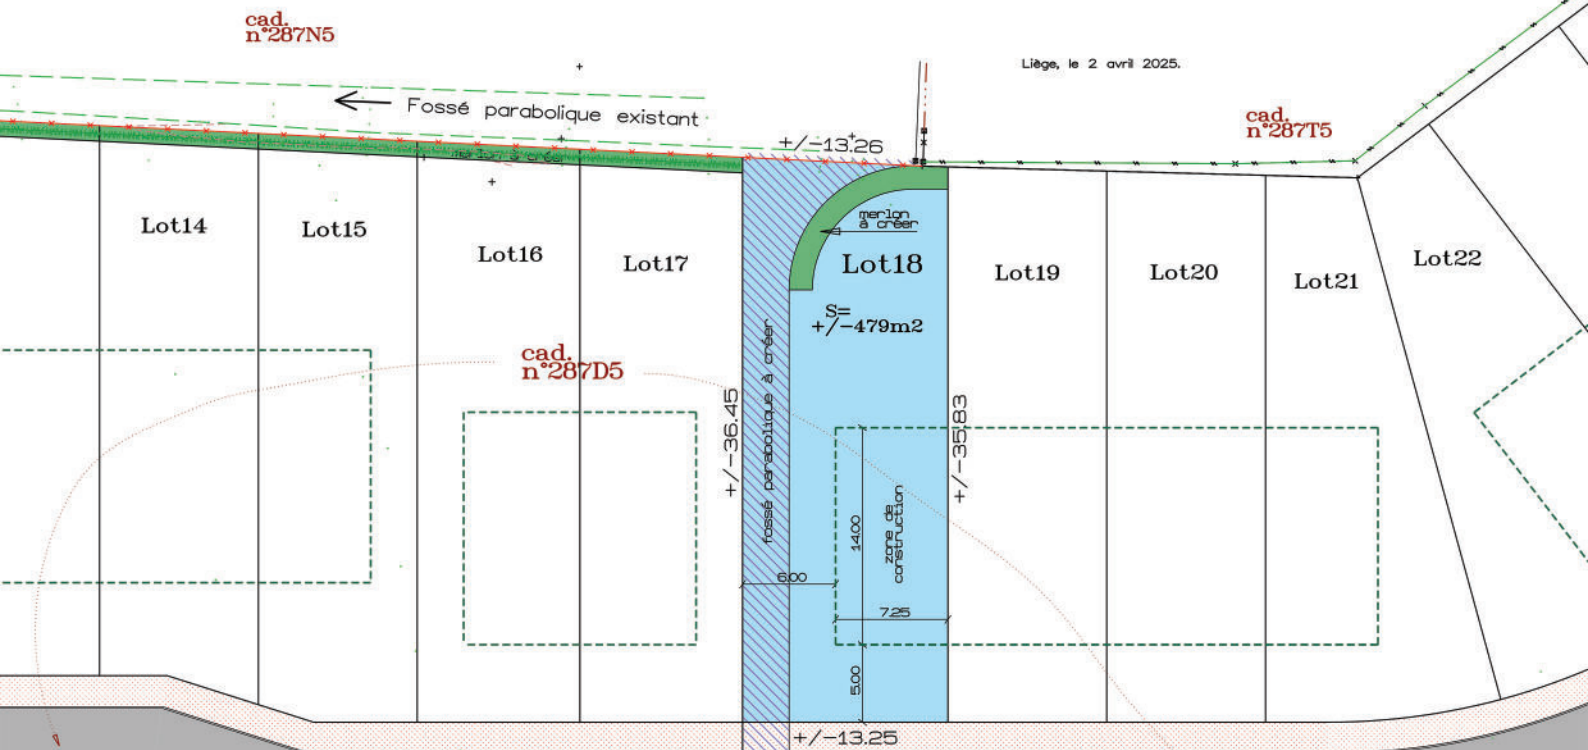 cad.
n°287N5
Liège, le 2 avril 2025.
Fossé parabolique existant
cad.
n°287T5
+/-13.26
merlon à créer
merlon
à créer
Lot14
Lot15
Lot16
Lot17
Lot18
Lot19
Lot20
Lot21
Lot22
S=
+/-479m2
cad.
n°287D5
+/-36.45
fossé parabolique à créer
+/-35.83
14.00
zone de
construction
6.00
7.25
5.00
+/-13.25